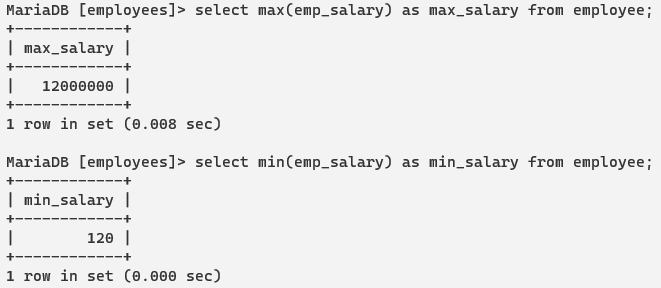 MariaDB [employees]> select max(emp_salary) as max_salary from employee;
+------------+
| max_salary |
+------------+
|   12000000 |
+------------+
1 row in set (0.008 sec)

MariaDB [employees]> select min(emp_salary) as min_salary from employee;
+------------+
| min_salary |
+------------+
|        120 |
+------------+
1 row in set (0.000 sec)